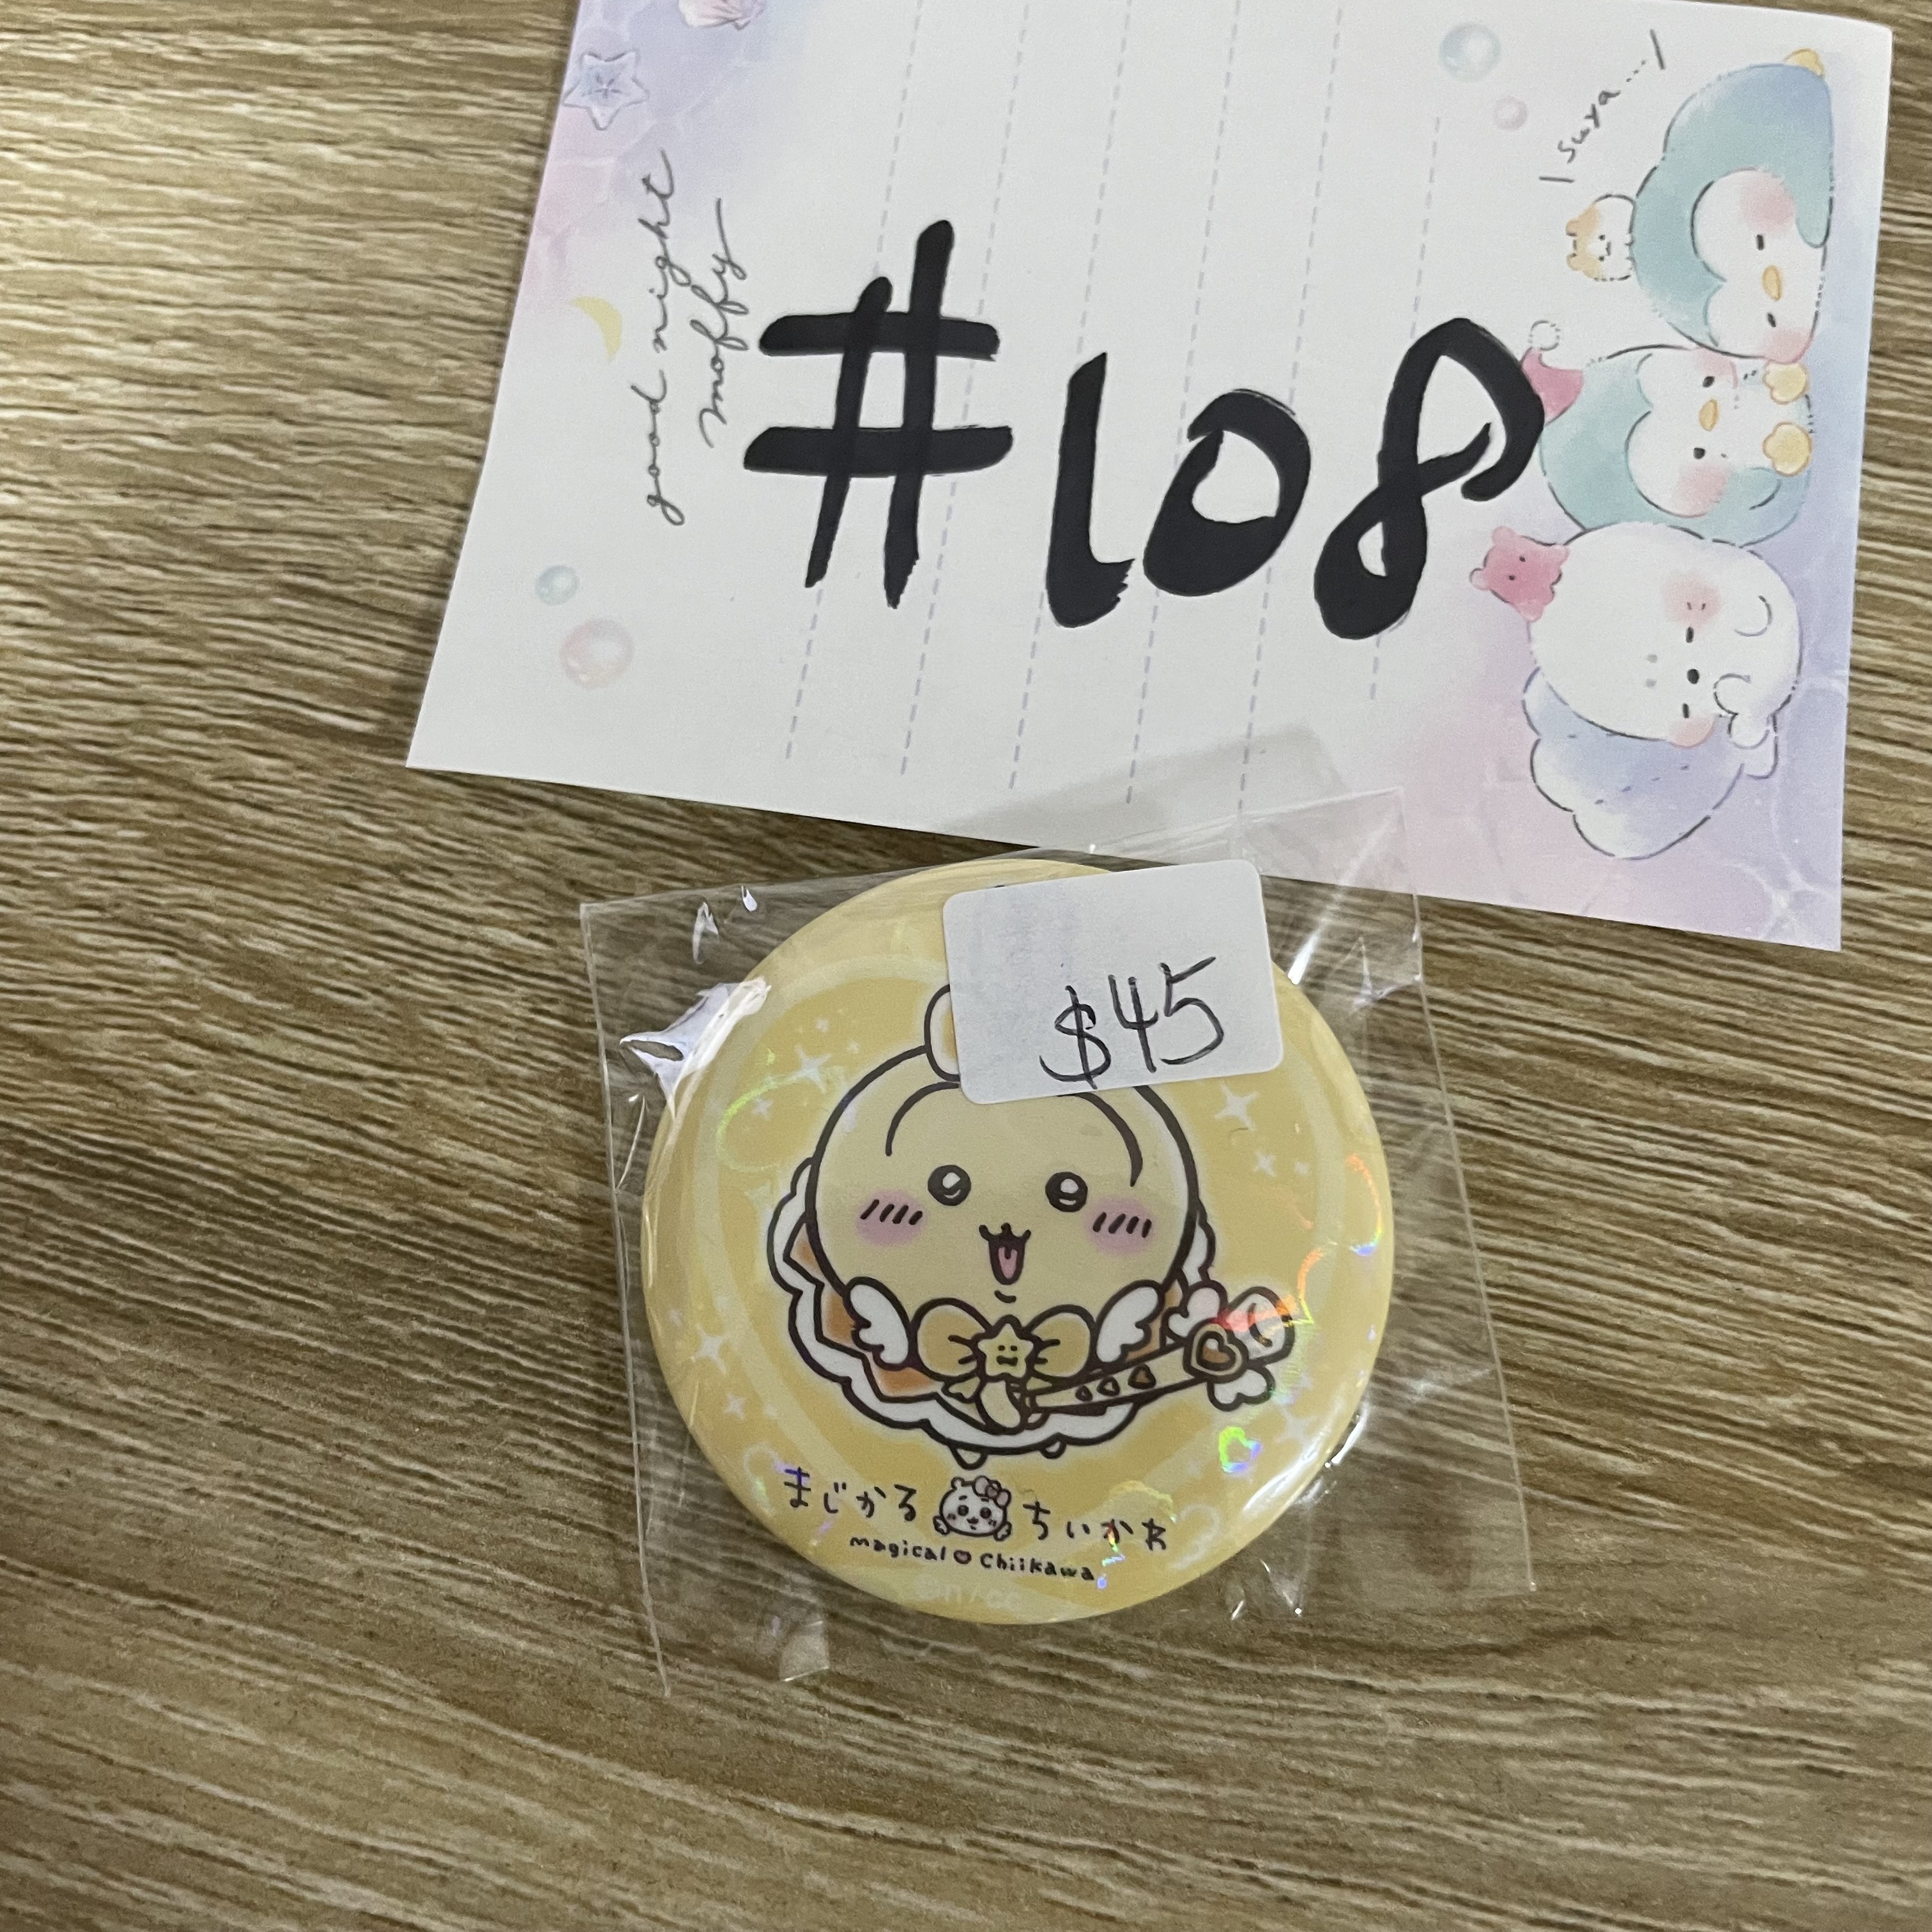 \ suya..../
good night
moffy
#108
$45
まじかる ちいかわ
magical Chiikawa